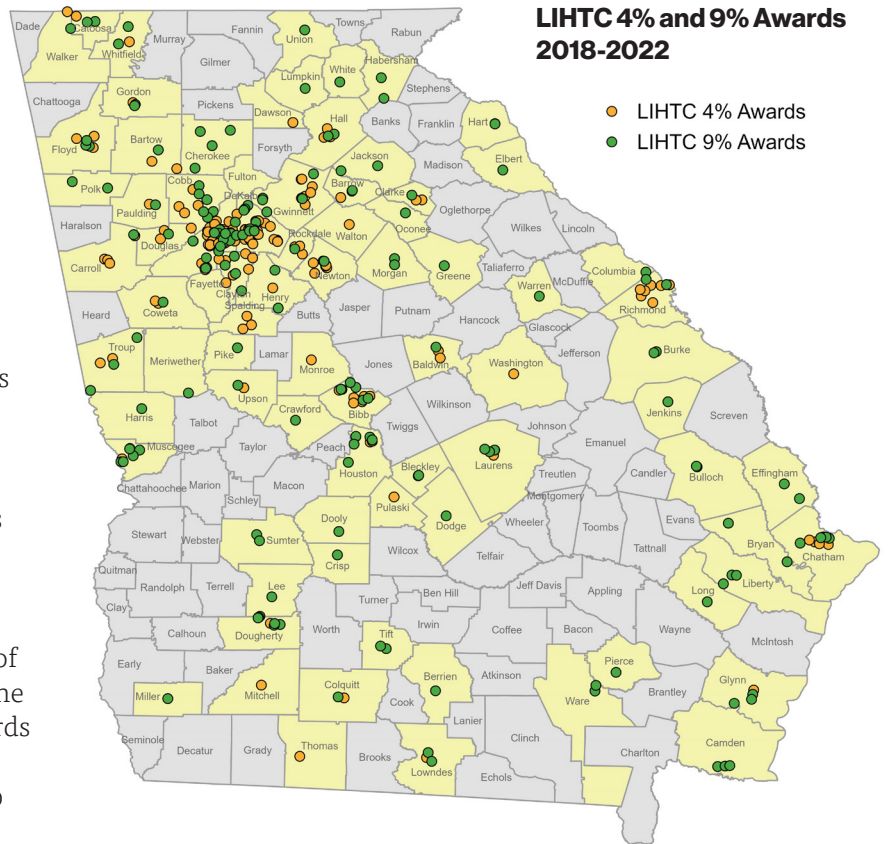 LIHTC 4% and 9% Awards
2018-2022
LIHTC 4% Awards
LIHTC 9% Awards
Dade
Catoosa
Walker
Whitfield
Murray
Fannin
Union
Towns
Rabun
Gilmer
Habersham
White
Lumpkin
Chattooga
Gordon
Pickens
Dawson
Stephens
Hall
Banks
Franklin
Hart
Floyd
Bartow
Cherokee
Forsyth
Jackson
Madison
Elbert
Polk
Cobb
Fulton
Barrow
Clarke
Paulding
DeKalb
Gwinnett
Oglethorpe
Haralson
Douglas
Rockdale
Walton
Oconee
Wilkes
Lincoln
Carroll
Fayette
Clayton
Henry
Newton
Morgan
Greene
Taliaferro
McDuffie
Columbia
Warren
Richmond
Heard
Coweta
Spalding
Butts
Jasper
Putnam
Hancock
Glascock
Jefferson
Burke
Troup
Meriwether
Pike
Lamar
Monroe
Jones
Baldwin
Washington
s
Upson
Crawford
Bibb
Wilkinson
Jenkins
Screven
Harris
Talbot
Twiggs
Johnson
Emanuel
Muscogee
Taylor
Peach
Houston
Bleckley
Laurens
Treutlen
Candler
Bulloch
Effingham
Chattahoochee
Marion
Macon
Schley
Pulaski
Montgomery
s
Stewart
Webster
Sumter
Dooly
Dodge
Wheeler
Toombs
Evans
Tattnall
Bryan
Chatham
Quitman
Crisp
Wilcox
Telfair
Randolph
Terrell
Lee
Turner
Ben Hill
Jeff Davis
Appling
Long
Liberty
Clay
Calhoun
Dougherty
Worth
Irwin
Coffee
Bacon
Wayne
McIntosh
of
Early
Baker
Tift
Pierce
ne
Miller
Mitchell
Colquitt
Cook
Berrien
Atkinson
Ware
Brantley
Glynn
rds
Lanier
Seminole
Decatur
Grady
Thomas
Brooks
Lowndes
Clinch
Charlton
Camden
Echols